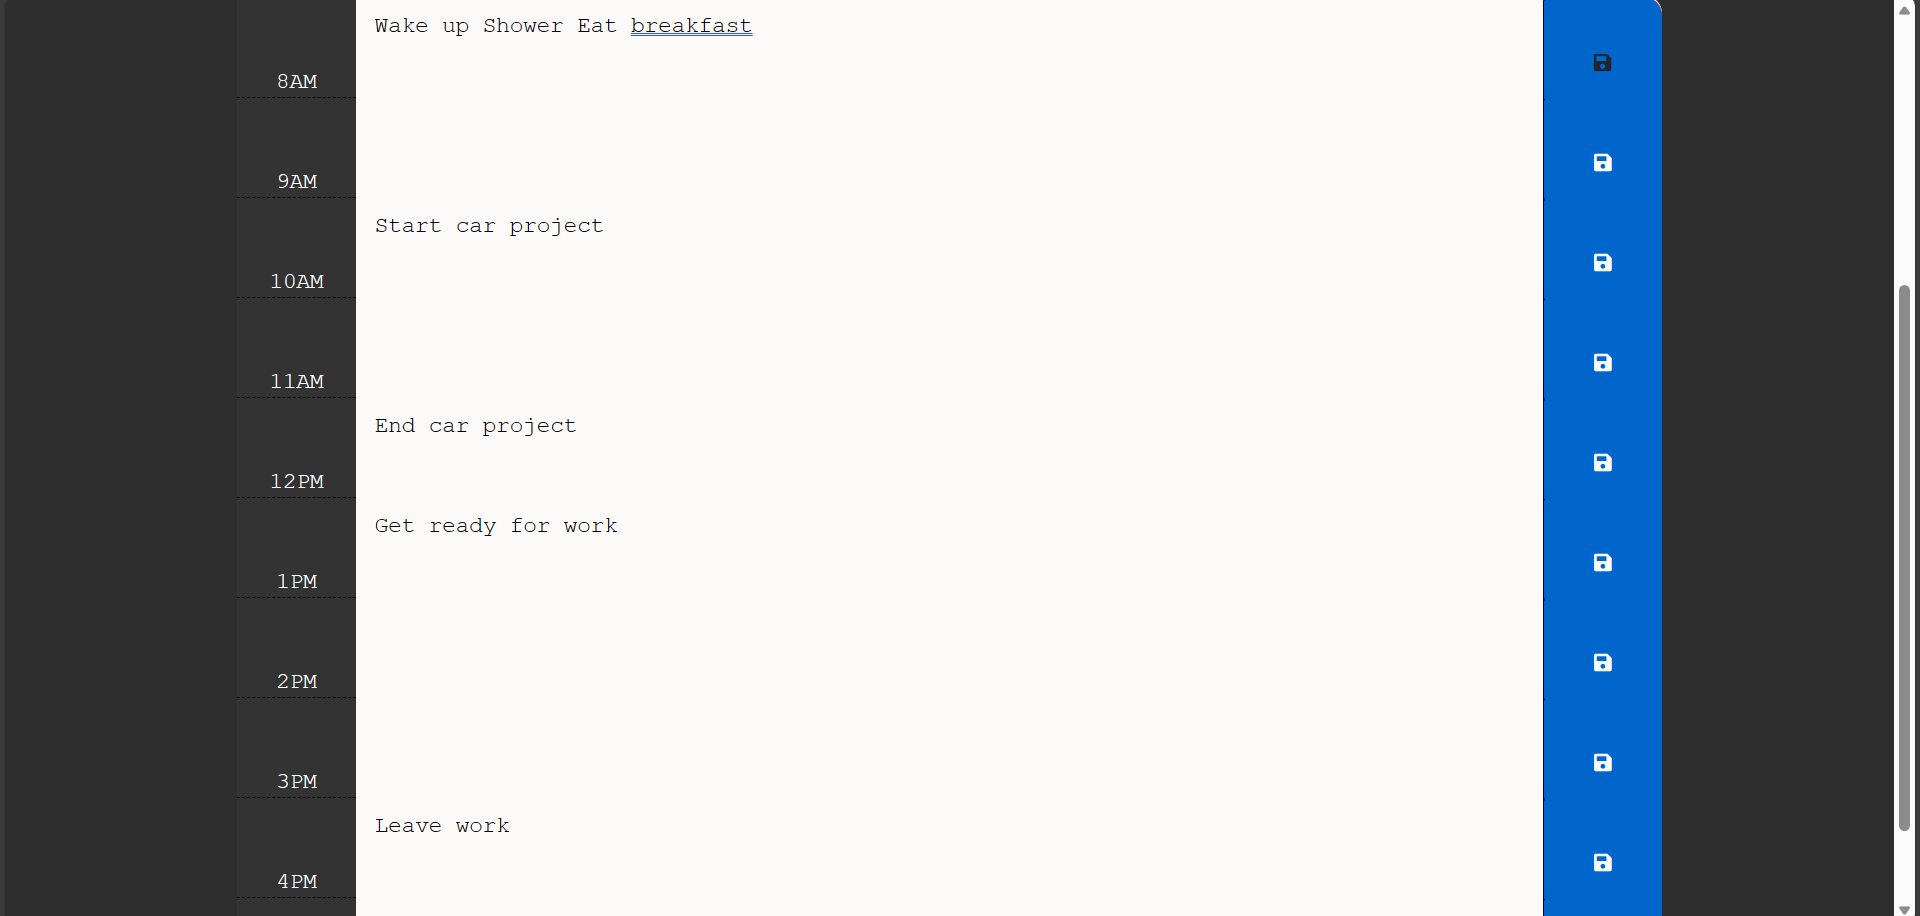 Wake up Shower Eat breakfast
8AM
9AM
Start car project
10AM
11AM
End car project
12PM
Get ready for work
1PM
2PM
3PM
Leave work
4PM